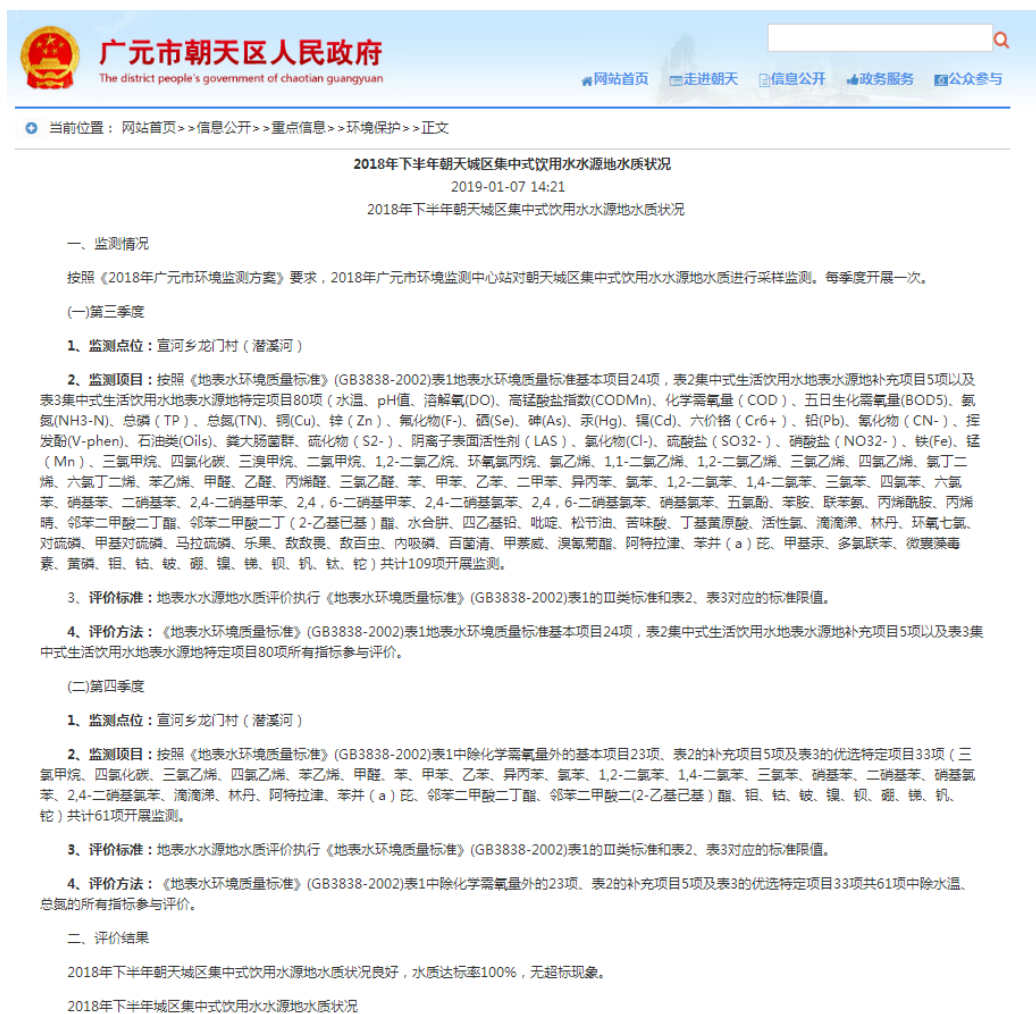 广元市朝天区人民政府
The district people's government of chaotian guangyuan
网站首页 走进朝天 信息公开 政务服务 公众参与
当前位置： 网站首页>>信息公开>>重点信息>>环境保护>>正文
2018年下半年朝天城区集中式饮用水水源地水质状况
2019-01-07 14:21
2018年下半年朝天城区集中式饮用水水源地水质状况
一、监测情况
按照《2018年广元市环境监测方案》要求，2018年广元市环境监测中心站对朝天城区集中式饮用水水源地水质进行采样监测。每季度开展一次。
(一)第三季度
1、监测点位：宣河乡龙门村（潜溪河）
2、监测项目：按照《地表水环境质量标准》(GB3838-2002)表1地表水环境质量标准基本项目24项，表2集中式生活饮用水地表水源地补充项目5项以及
表3集中式生活饮用水地表水源地特定项目80项（水温、pH值、溶解氧(DO)、高锰酸盐指数(CODMn)、化学需氧量（COD）、五日生化需氧量(BOD5)、氨
氮(NH3-N)、总磷（TP）、总氮(TN)、铜(Cu)、锌（Zn）、氟化物(F-)、硒(Se)、砷(As)、汞(Hg)、镉(Cd)、六价铬（Cr6+）、铅(Pb)、氰化物（CN-）、挥
发酚(V-phen)、石油类(Oils)、粪大肠菌群、硫化物（S2-）、阴离子表面活性剂（LAS）、氯化物(Cl-)、硫酸盐（SO32-）、硝酸盐（NO32-）、铁(Fe)、锰
（Mn）、三氯甲烷、四氯化碳、三溴甲烷、二氯甲烷、1,2-二氯乙烷、环氧氯丙烷、氯乙烯、1,1-二氯乙烯、1,2-二氯乙烯、三氯乙烯、四氯乙烯、氯丁二
烯、六氯丁二烯、苯乙烯、甲醛、乙醛、丙烯醛、三氯乙醛、苯、甲苯、乙苯、二甲苯、异丙苯、氯苯、1,2-二氯苯、1,4-二氯苯、三氯苯、四氯苯、六氯
苯、硝基苯、二硝基苯、2,4-二硝基甲苯、2,4，6-二硝基甲苯、2,4-二硝基氯苯、2,4，6-二硝基氯苯、硝基氯苯、五氯酚、苯胺、联苯氨、丙烯酰胺、丙烯
晴、邻苯二甲酸二丁酯、邻苯二甲酸二丁（2-乙基已基）酯、水合肼、四乙基铅、吡啶、松节油、苦味酸、丁基黄原酸、活性氯、滴滴涕、林丹、环氧七氯、
对硫磷、甲基对硫磷、马拉硫磷、乐果、敌敌畏、敌百虫、内吸磷、百菌清、甲萘威、溴氰菊酯、阿特拉津、苯并（a）芘、甲基汞、多氯联苯、微囊藻毒
素、黄磷、钼、钴、铍、硼、镍、锑、钡、钒、钛、铊）共计109项开展监测。
3、评价标准：地表水水源地水质评价执行《地表水环境质量标准》(GB3838-2002)表1的Ⅲ类标准和表2、表3对应的标准限值。
4、评价方法：《地表水环境质量标准》(GB3838-2002)表1地表水环境质量标准基本项目24项，表2集中式生活饮用水地表水源地补充项目5项以及表3集
中式生活饮用水地表水源地特定项目80项所有指标参与评价。
(二)第四季度
1、监测点位：宣河乡龙门村（潜溪河）
2、监测项目：按照《地表水环境质量标准》(GB3838-2002)表1中除化学需氧量外的基本项目23项、表2的补充项目5项及表3的优选特定项目33项（三
氯甲烷、四氯化碳、三氯乙烯、四氯乙烯、苯乙烯、甲醛、苯、甲苯、乙苯、异丙苯、氯苯、1,2-二氯苯、1,4-二氯苯、三氯苯、硝基苯、二硝基苯、硝基氯
苯、2,4-二硝基氯苯、滴滴涕、林丹、阿特拉津、苯并（a）芘、邻苯二甲酸二丁酯、邻苯二甲酸二(2-乙基己基）酯、钼、钴、铍、镍、钡、硼、锑、钒、
铊）共计61项开展监测。
3、评价标准：地表水水源地水质评价执行《地表水环境质量标准》(GB3838-2002)表1的Ⅲ类标准和表2、表3对应的标准限值。
4、评价方法：《地表水环境质量标准》(GB3838-2002)表1中除化学需氧量外的23项、表2的补充项目5项及表3的优选特定项目33项共61项中除水温、
总氮的所有指标参与评价。
二、评价结果
2018年下半年朝天城区集中式饮用水源地水质状况良好，水质达标率100%，无超标现象。
2018年下半年城区集中式饮用水水源地水质状况